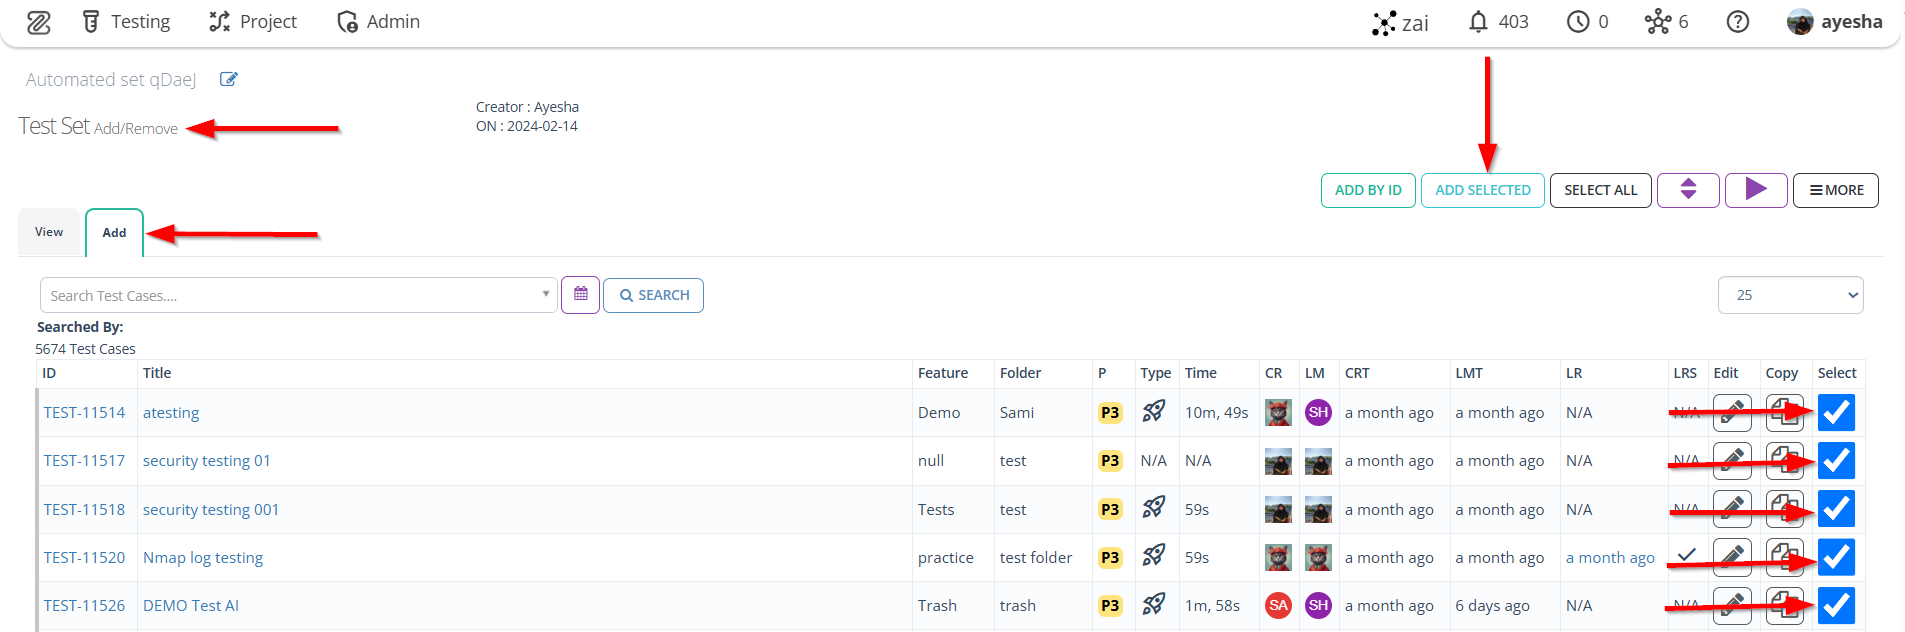 Testing Project Admin zai 403 0 6 ayesha
Automated set qDaeJ
Creator : Ayesha
Test Set Add/Remove
ON : 2024-02-14
ADD BY ID ADD SELECTED SELECT ALL MORE
View Add
Search Test Cases.... SEARCH 25
Searched By:
5674 Test Cases
ID Title Feature Folder P Type Time CR LM CRT LMT LR LRS Edit Copy Select
TEST-11514 atesting Demo Sami P3 10m, 49s SH a month ago a month ago N/A N/A
TEST-11517 security testing 01 null test P3 N/A N/A a month ago a month ago N/A N/A
TEST-11518 security testing 001 Tests test P3 59s a month ago a month ago N/A N/A
TEST-11520 Nmap log testing practice test folder P3 59s a month ago a month ago a month ago
TEST-11526 DEMO Test AI Trash trash P3 1m, 58s SA SH a month ago 6 days ago N/A N/A